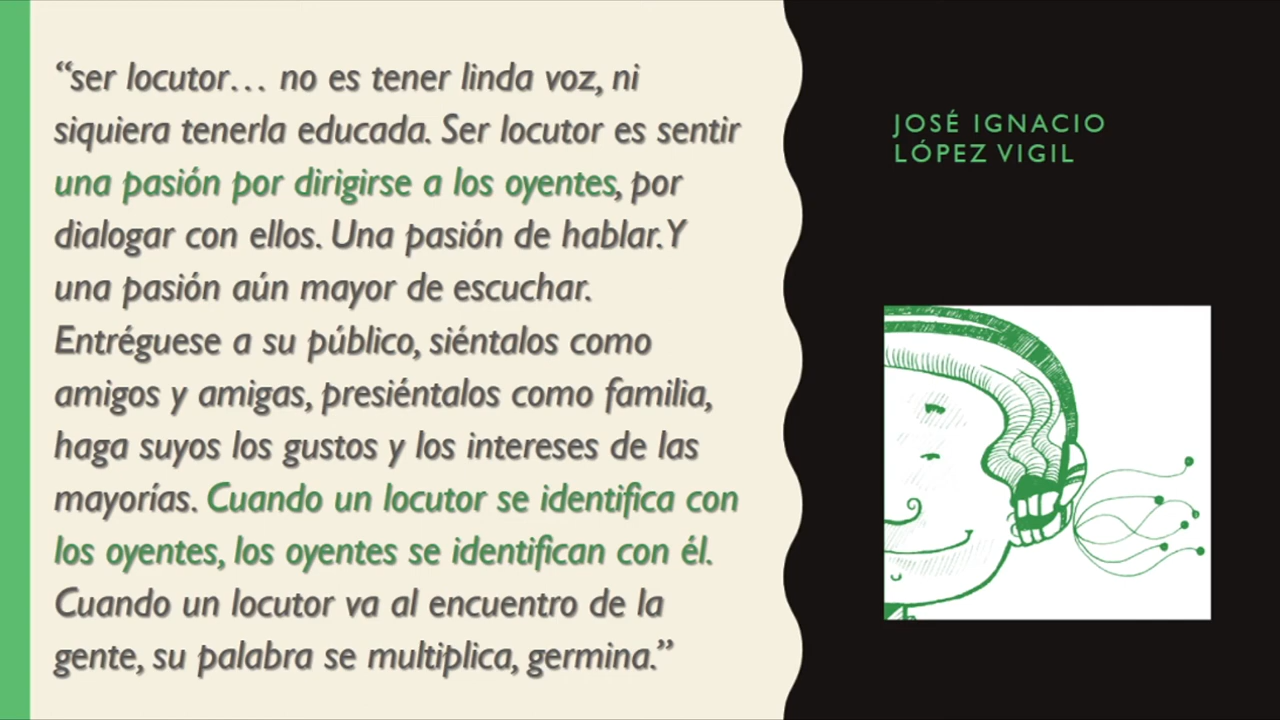 “ser locutor… no es tener linda voz, ni
siquiera tenerla educada. Ser locutor es sentir
una pasión por dirigirse a los oyentes, por
dialogar con ellos. Una pasión de hablar. Y
una pasión aún mayor de escuchar.
Entréguese a su público, siéntalos como
amigos y amigas, presiéntalos como familia,
haga suyos los gustos y los intereses de las
mayorías. Cuando un locutor se identifica con
los oyentes, los oyentes se identifican con él.
Cuando un locutor va al encuentro de la
gente, su palabra se multiplica, germina.”
JOSÉ IGNACIO
LÓPEZ VIGIL